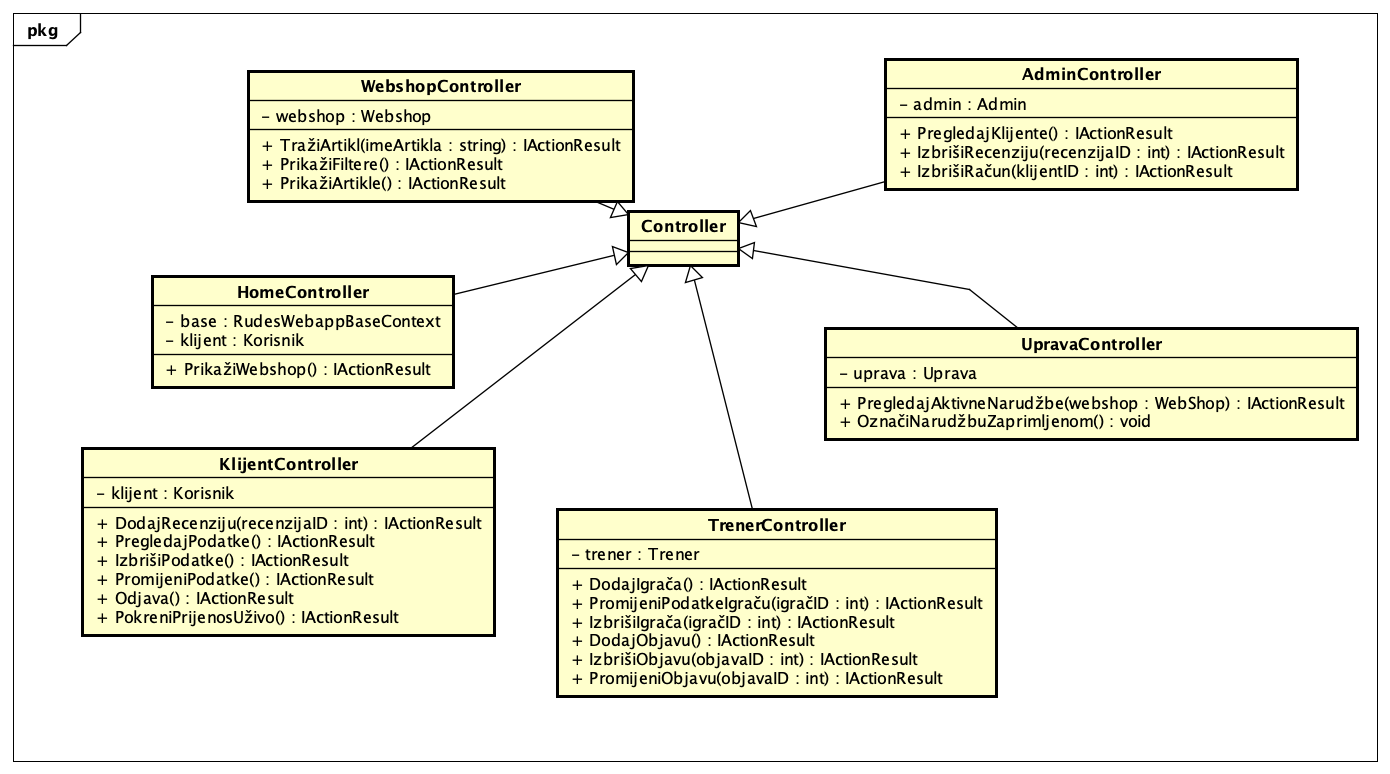 pkg
WebshopController
– webshop : Webshop
+ TražiArtikl(imeArtikla : string) : IActionResult
+ PrikažiFiltere() : IActionResult
+ PrikažiArtikle() : IActionResult
AdminController
– admin : Admin
+ PregledajKlijente() : IActionResult
+ IzbrišiRecenziju(recenzijaID : int) : IActionResult
+ IzbrišiRačun(klijentID : int) : IActionResult
Controller
HomeController
– base : RudesWebappBaseContext
– klijent : Korisnik
+ PrikažiWebshop() : IActionResult
UpravaController
– uprava : Uprava
+ PregledajAktivneNarudžbe(webshop : WebShop) : IActionResult
+ OznačiNarudžbuZaprimljenom() : void
KlijentController
– klijent : Korisnik
+ DodajRecenziju(recenzijaID : int) : IActionResult
+ PregledajPodatke() : IActionResult
+ IzbrišiPodatke() : IActionResult
+ PromijeniPodatke() : IActionResult
+ Odjava() : IActionResult
+ PokreniPrijenosUživo() : IActionResult
TrenerController
– trener : Trener
+ DodajIgrača() : IActionResult
+ PromijeniPodatkeIgraču(igračID : int) : IActionResult
+ IzbrišiIgrača(igračID : int) : IActionResult
+ DodajObjavu() : IActionResult
+ IzbrišiObjavu(objavaID : int) : IActionResult
+ PromijeniObjavu(objavaID : int) : IActionResult